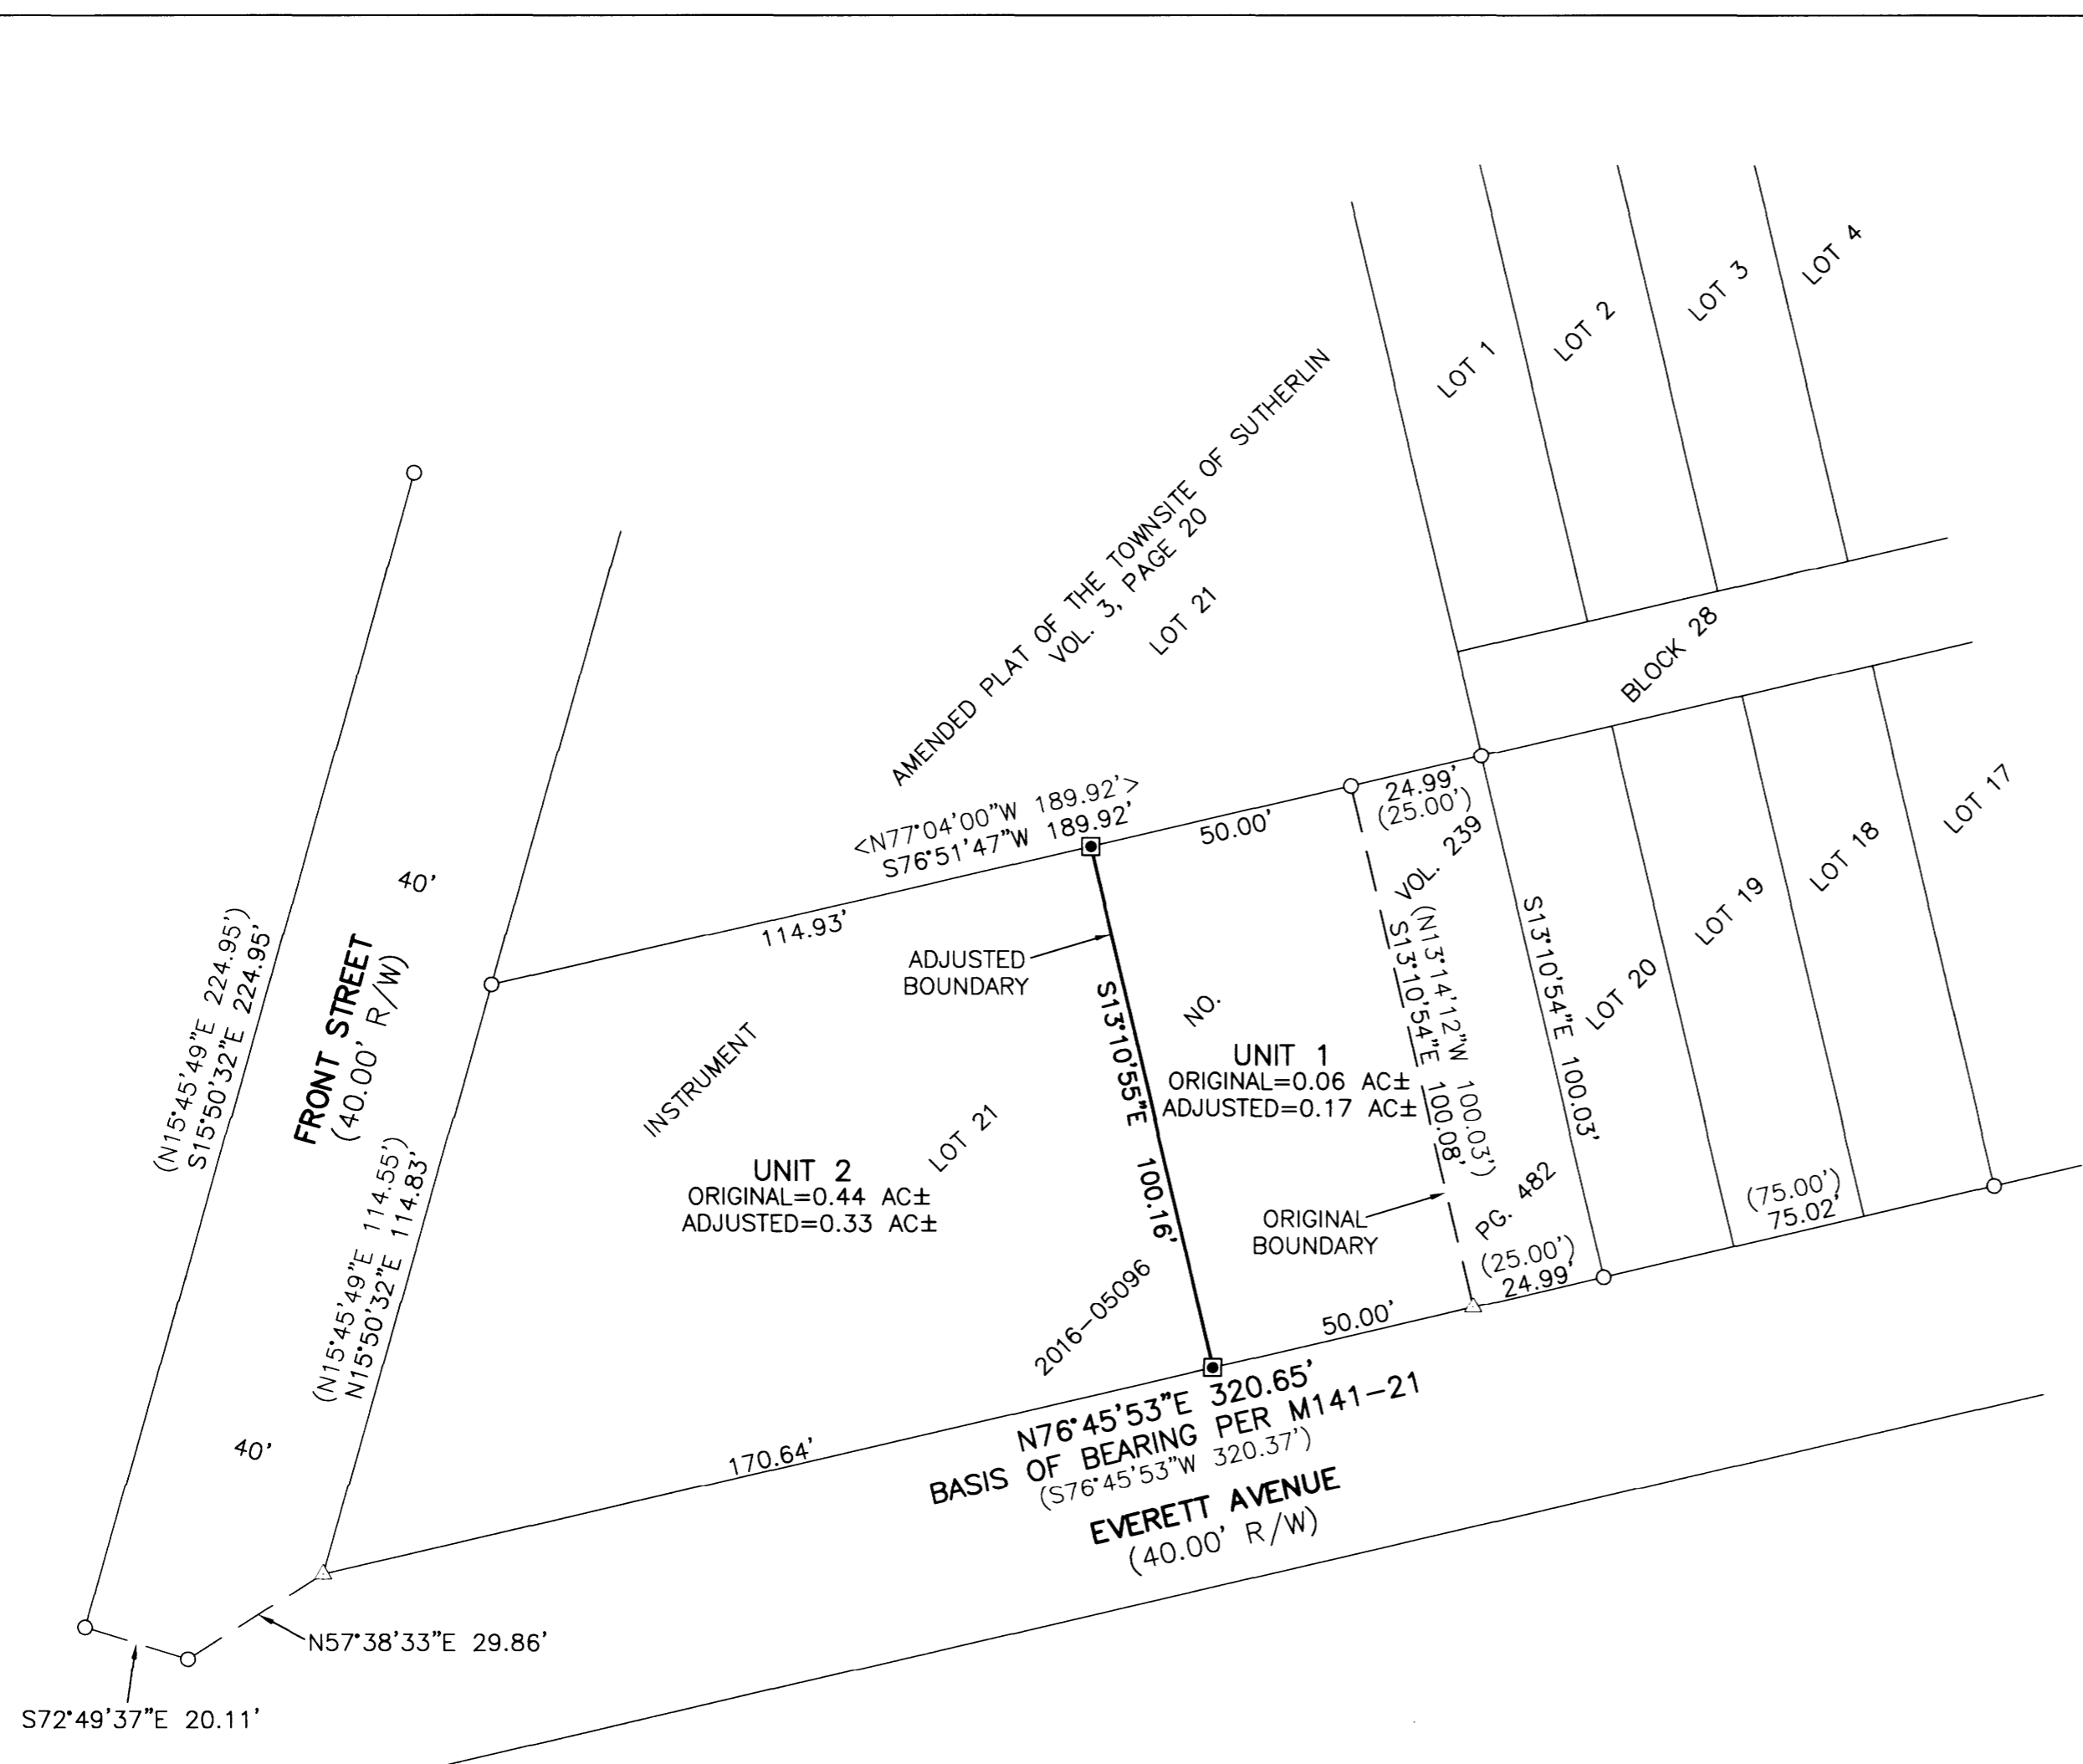 LOT 1
LOT 2
LOT 3
LOT 4
AMENDED PLAT OF THE TOWNSITE OF SUTHERLIN
VOL. 3, PAGE 20
LOT 21
BLOCK 28
<N77°04'00"W 189.92'>
S76°51'47"W 189.92'
50.00'
24.99'
(25.00')
114.93'
VOL. 239
PG. 482
LOT 20
LOT 19
LOT 18
LOT 17
40'
FRONT STREET
(40.00' R/W)
(N15°45'49"E 224.95')
S15°50'32"E 224.95'
(N15°45'49"E 114.55')
N15°50'32"E 114.83'
40'
ADJUSTED
BOUNDARY
S13°10'55"E 100.16'
(N13°14'12"W 100.03')
S13°10'54"E 100.08'
S13°10'54"E 100.03'
INSTRUMENT
NO.
2016-05096
UNIT 1
ORIGINAL=0.06 AC±
ADJUSTED=0.17 AC±
LOT 21
UNIT 2
ORIGINAL=0.44 AC±
ADJUSTED=0.33 AC±
ORIGINAL
BOUNDARY
(25.00')
24.99'
(75.00')
75.02'
50.00'
170.64'
N76°45'53"E 320.65'
BASIS OF BEARING PER M141-21
(S76°45'53"W 320.37')
EVERETT AVENUE
(40.00' R/W)
N57°38'33"E 29.86'
S72°49'37"E 20.11'